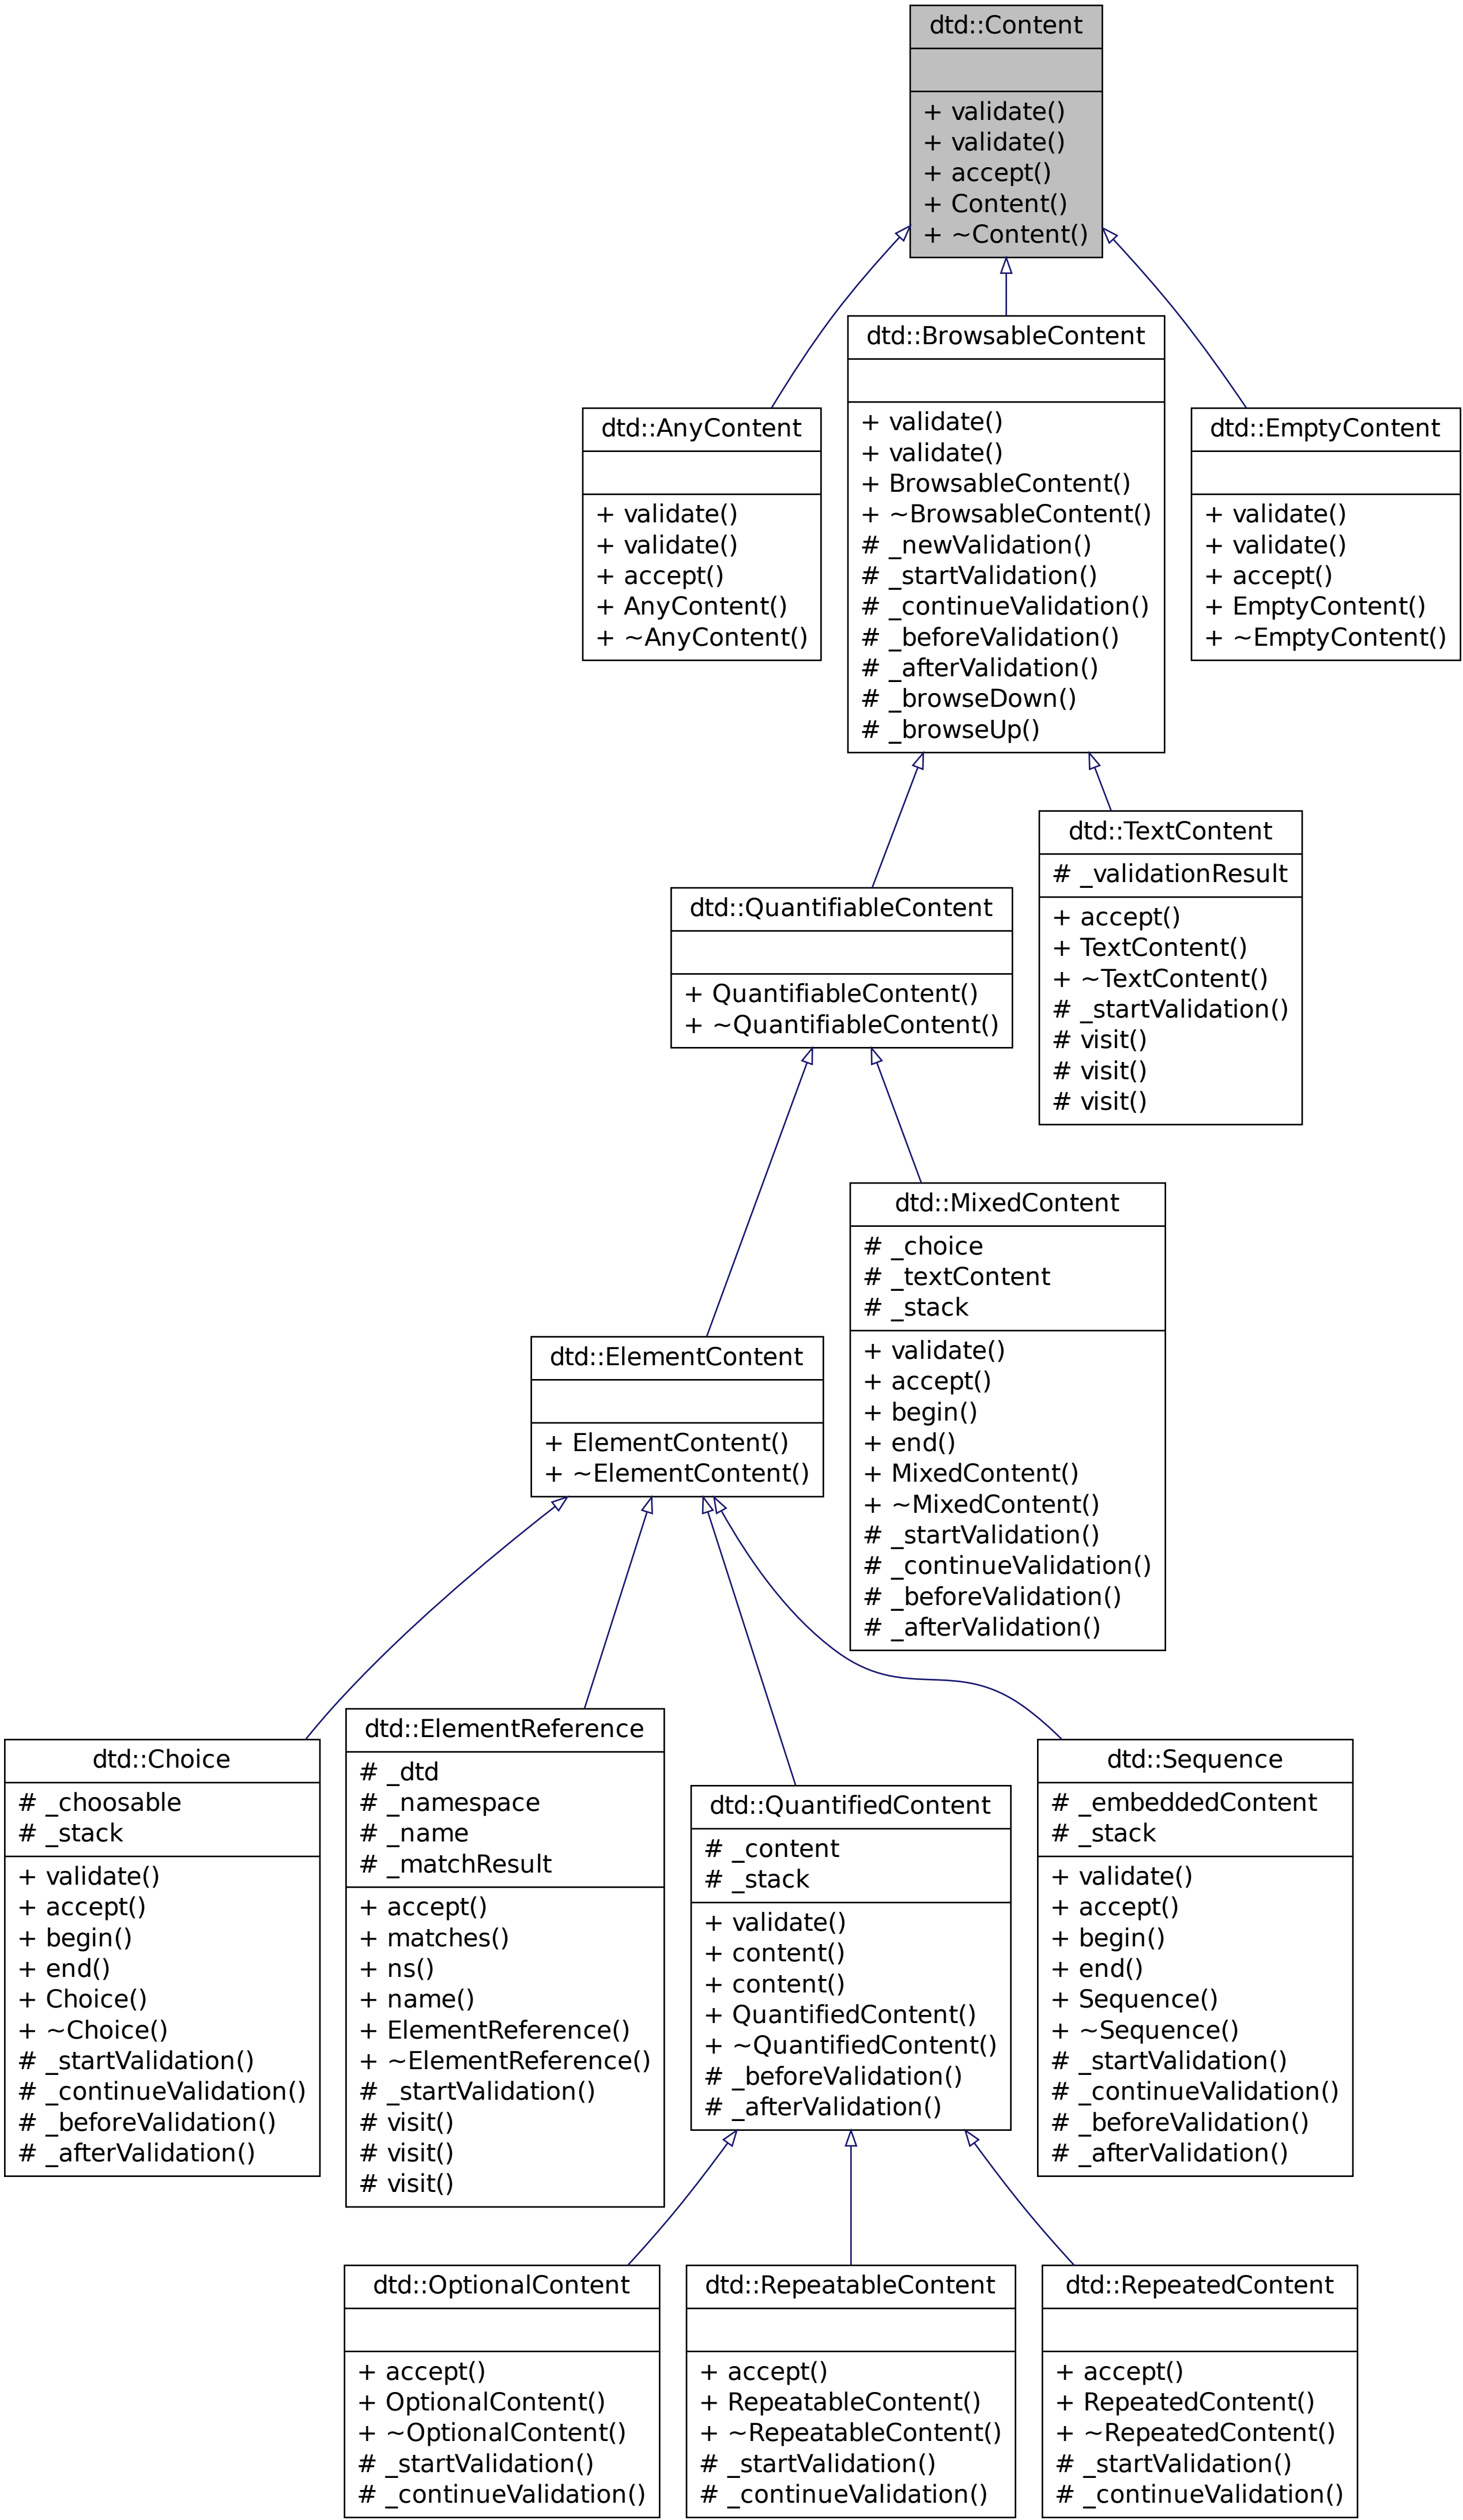 dtd::Content
+ validate()
+ validate()
+ accept()
+ Content()
+ ~Content()
dtd::AnyContent
+ validate()
+ validate()
+ accept()
+ AnyContent()
+ ~AnyContent()
dtd::BrowsableContent
+ validate()
+ validate()
+ BrowsableContent()
+ ~BrowsableContent()
# _newValidation()
# _startValidation()
# _continueValidation()
# _beforeValidation()
# _afterValidation()
# _browseDown()
# _browseUp()
dtd::EmptyContent
+ validate()
+ validate()
+ accept()
+ EmptyContent()
+ ~EmptyContent()
dtd::QuantifiableContent
+ QuantifiableContent()
+ ~QuantifiableContent()
dtd::TextContent
# _validationResult
+ accept()
+ TextContent()
+ ~TextContent()
# _startValidation()
# visit()
# visit()
# visit()
dtd::ElementContent
+ ElementContent()
+ ~ElementContent()
dtd::MixedContent
# _choice
# _textContent
# _stack
+ validate()
+ accept()
+ begin()
+ end()
+ MixedContent()
+ ~MixedContent()
# _startValidation()
# _continueValidation()
# _beforeValidation()
# _afterValidation()
dtd::Choice
# _choosable
# _stack
+ validate()
+ accept()
+ begin()
+ end()
+ Choice()
+ ~Choice()
# _startValidation()
# _continueValidation()
# _beforeValidation()
# _afterValidation()
dtd::ElementReference
# _dtd
# _namespace
# _name
# _matchResult
+ accept()
+ matches()
+ ns()
+ name()
+ ElementReference()
+ ~ElementReference()
# _startValidation()
# visit()
# visit()
# visit()
dtd::QuantifiedContent
# _content
# _stack
+ validate()
+ content()
+ content()
+ QuantifiedContent()
+ ~QuantifiedContent()
# _beforeValidation()
# _afterValidation()
dtd::Sequence
# _embeddedContent
# _stack
+ validate()
+ accept()
+ begin()
+ end()
+ Sequence()
+ ~Sequence()
# _startValidation()
# _continueValidation()
# _beforeValidation()
# _afterValidation()
dtd::OptionalContent
+ accept()
+ OptionalContent()
+ ~OptionalContent()
# _startValidation()
# _continueValidation()
dtd::RepeatableContent
+ accept()
+ RepeatableContent()
+ ~RepeatableContent()
# _startValidation()
# _continueValidation()
dtd::RepeatedContent
+ accept()
+ RepeatedContent()
+ ~RepeatedContent()
# _startValidation()
# _continueValidation()